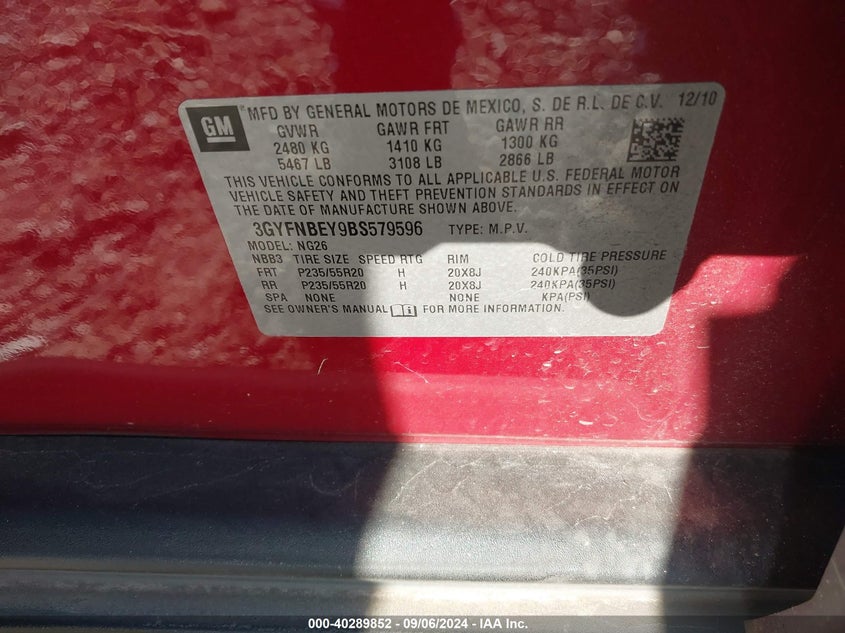 GM ® MFD BY GENERAL MOTORS DE MEXICO, S. DE R.L. DE C.V. 12/10
GVWR GAWR FRT GAWR RR
2480 KG 1410 KG 1300 KG
5467 LB 3108 LB 2866 LB
THIS VEHICLE CONFORMS TO ALL APPLICABLE U.S. FEDERAL MOTOR
VEHICLE SAFETY AND THEFT PREVENTION STANDARDS IN EFFECT ON
THE DATE OF MANUFACTURE SHOWN ABOVE.
3GYFNBEY9BS579596 TYPE: M.P.V.
MODEL: NG26
NBB3 TIRE SIZE SPEED RTG RIM COLD TIRE PRESSURE
FRT P235/55R20 H 20X8J 240KPA(35PSI)
RR P235/55R20 H 20X8J 240KPA(35PSI)
SPA NONE NONE KPA(PSI)
SEE OWNER'S MANUAL FOR MORE INFORMATION.
000-40289852 - 09/06/2024 - IAA Inc.